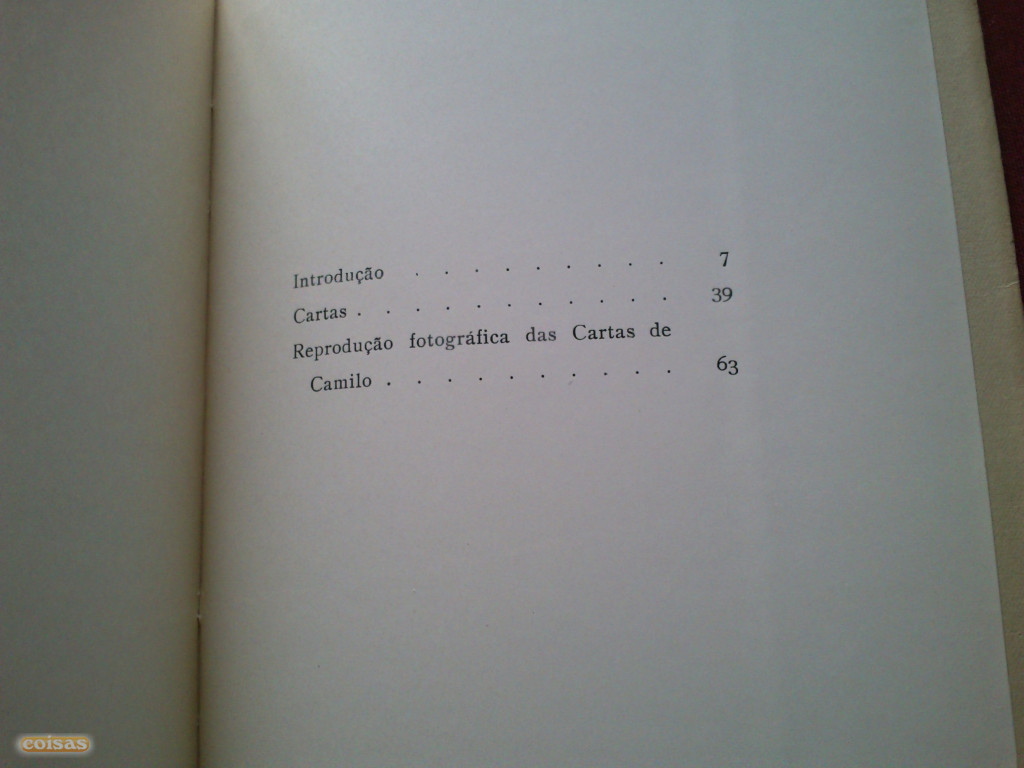 Introdução . . . . . . . . . 7
Cartas . . . . . . . . . . . 39
Reprodução fotográfica das Cartas de
Camilo . . . . . . . . . . 63
coisas